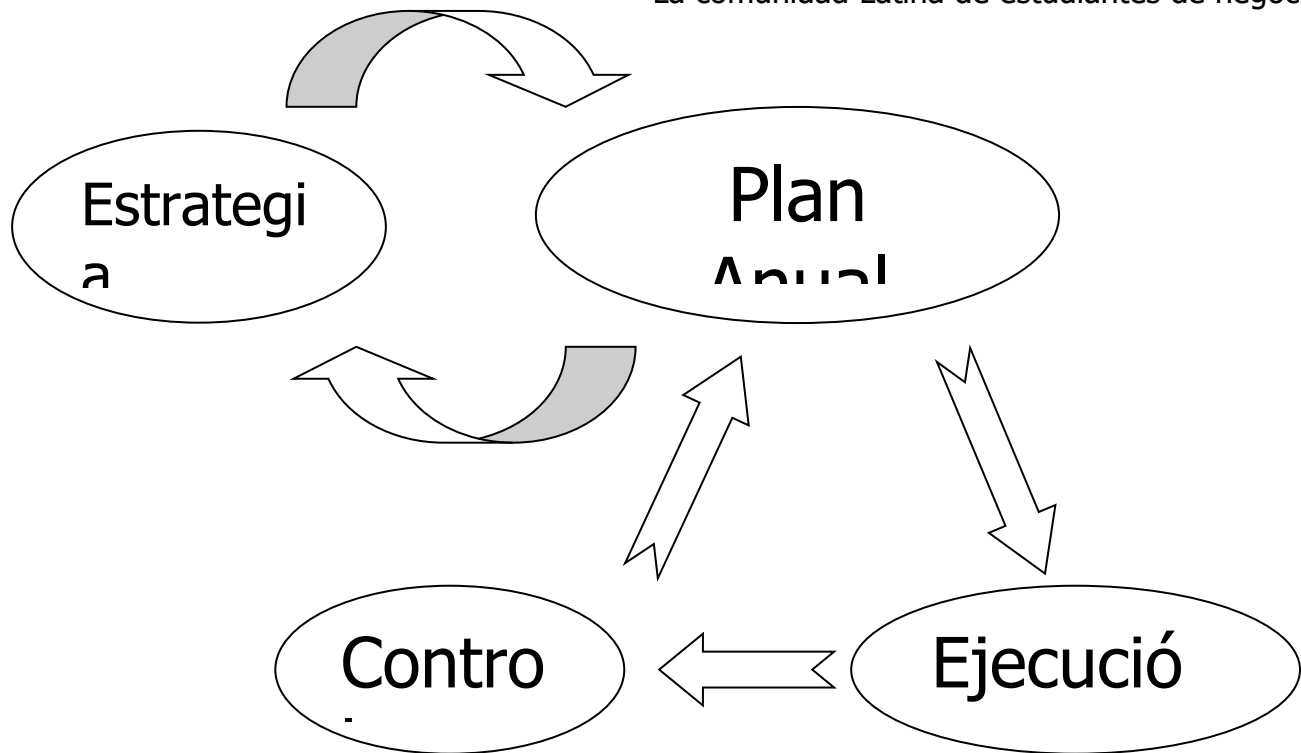 La comunidad Latina de estudiantes de negoc
Estrategi
a
Plan
Anual
Contro
Ejecució